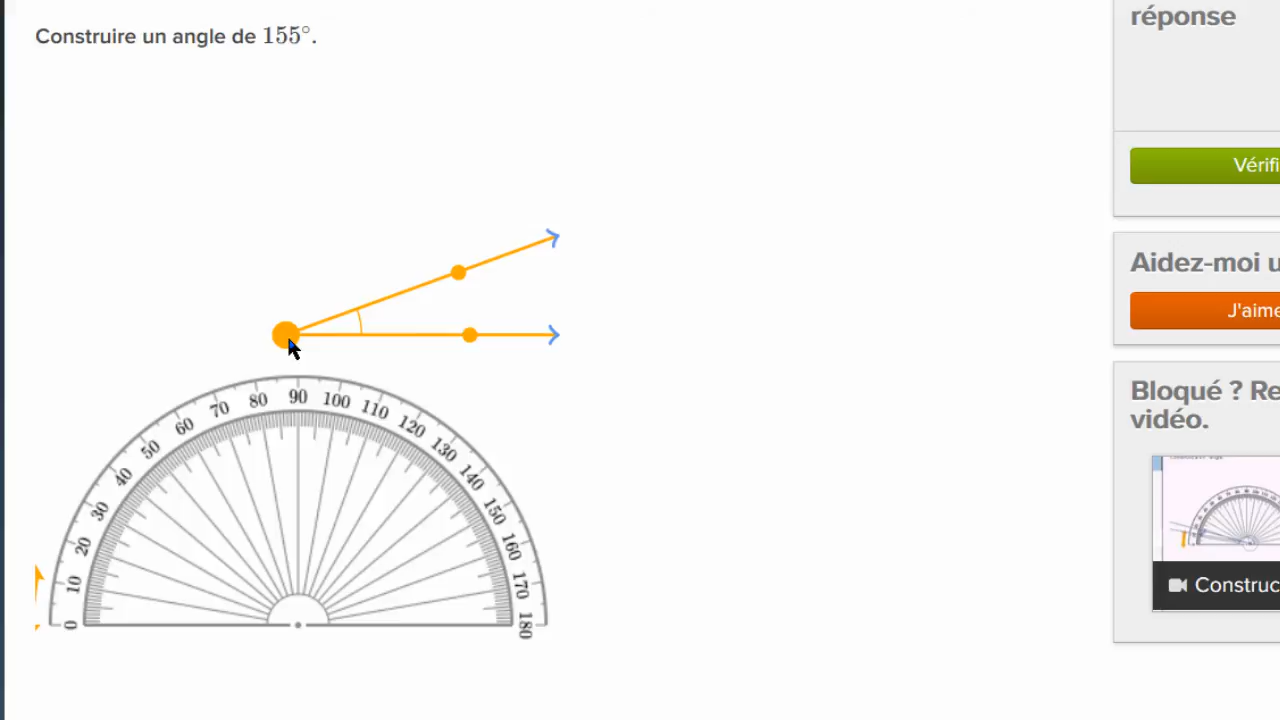 Construire un angle de 155°.
réponse
Vérifi
Aidez-moi u
J'aime
Bloqué ? Re
vidéo.
Construc
0 10 20 30 40 50 60 70 80 90 100 110 120 130 140 150 160 170 180